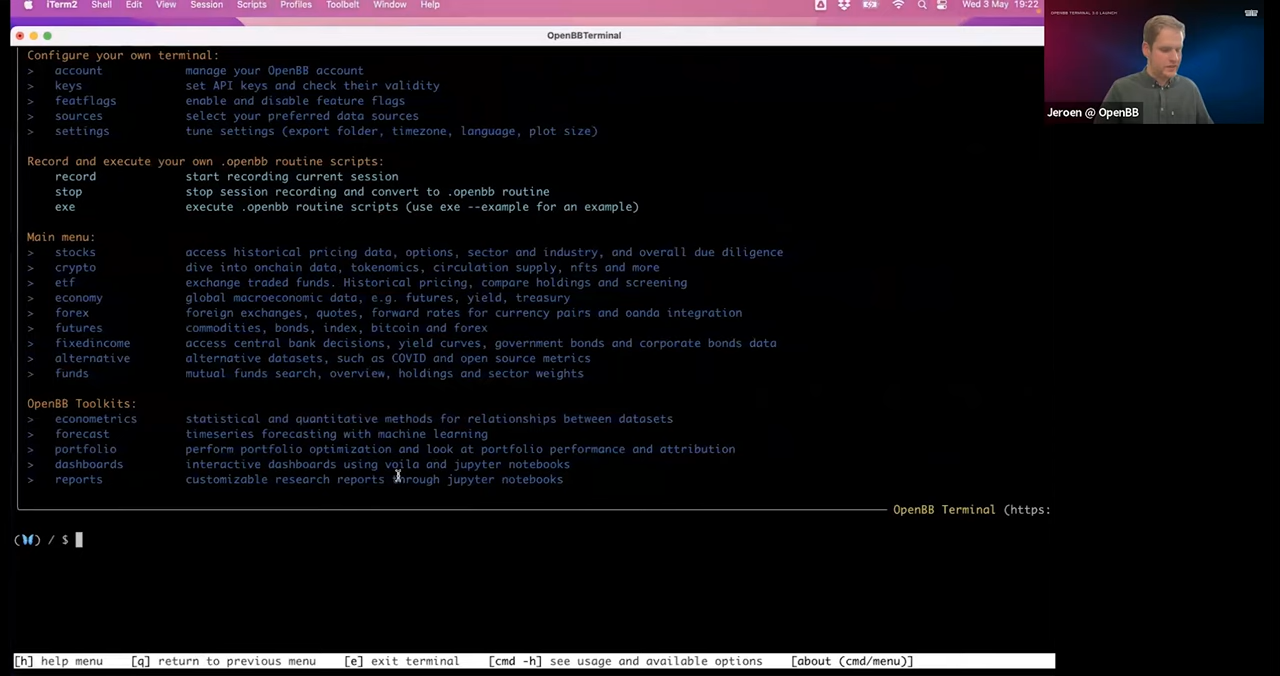 iTerm2 Shell Edit View Session Scripts Profiles Toolbelt Window Help Wed 3 May 19:22
OPENBB TERMINAL 3.0 LAUNCH
OpenBBTerminal
Jeroen @ OpenBB
Configure your own terminal:
> account manage your OpenBB account
> keys set API keys and check their validity
> featflags enable and disable feature flags
> sources select your preferred data sources
> settings tune settings (export folder, timezone, language, plot size)
Record and execute your own .openbb routine scripts:
record start recording current session
stop stop session recording and convert to .openbb routine
exe execute .openbb routine scripts (use exe --example for an example)
Main menu:
> stocks access historical pricing data, options, sector and industry, and overall due diligence
> crypto dive into onchain data, tokenomics, circulation supply, nfts and more
> etf exchange traded funds. Historical pricing, compare holdings and screening
> economy global macroeconomic data, e.g. futures, yield, treasury
> forex foreign exchanges, quotes, forward rates for currency pairs and oanda integration
> futures commodities, bonds, index, bitcoin and forex
> fixedincome access central bank decisions, yield curves, government bonds and corporate bonds data
> alternative alternative datasets, such as COVID and open source metrics
> funds mutual funds search, overview, holdings and sector weights
OpenBB Toolkits:
> econometrics statistical and quantitative methods for relationships between datasets
> forecast timeseries forecasting with machine learning
> portfolio perform portfolio optimization and look at portfolio performance and attribution
> dashboards interactive dashboards using voila and jupyter notebooks
> reports customizable research reports through jupyter notebooks
OpenBB Terminal (https:
(🦋) / $
[h] help menu [q] return to previous menu [e] exit terminal [cmd -h] see usage and available options [about (cmd/menu)]